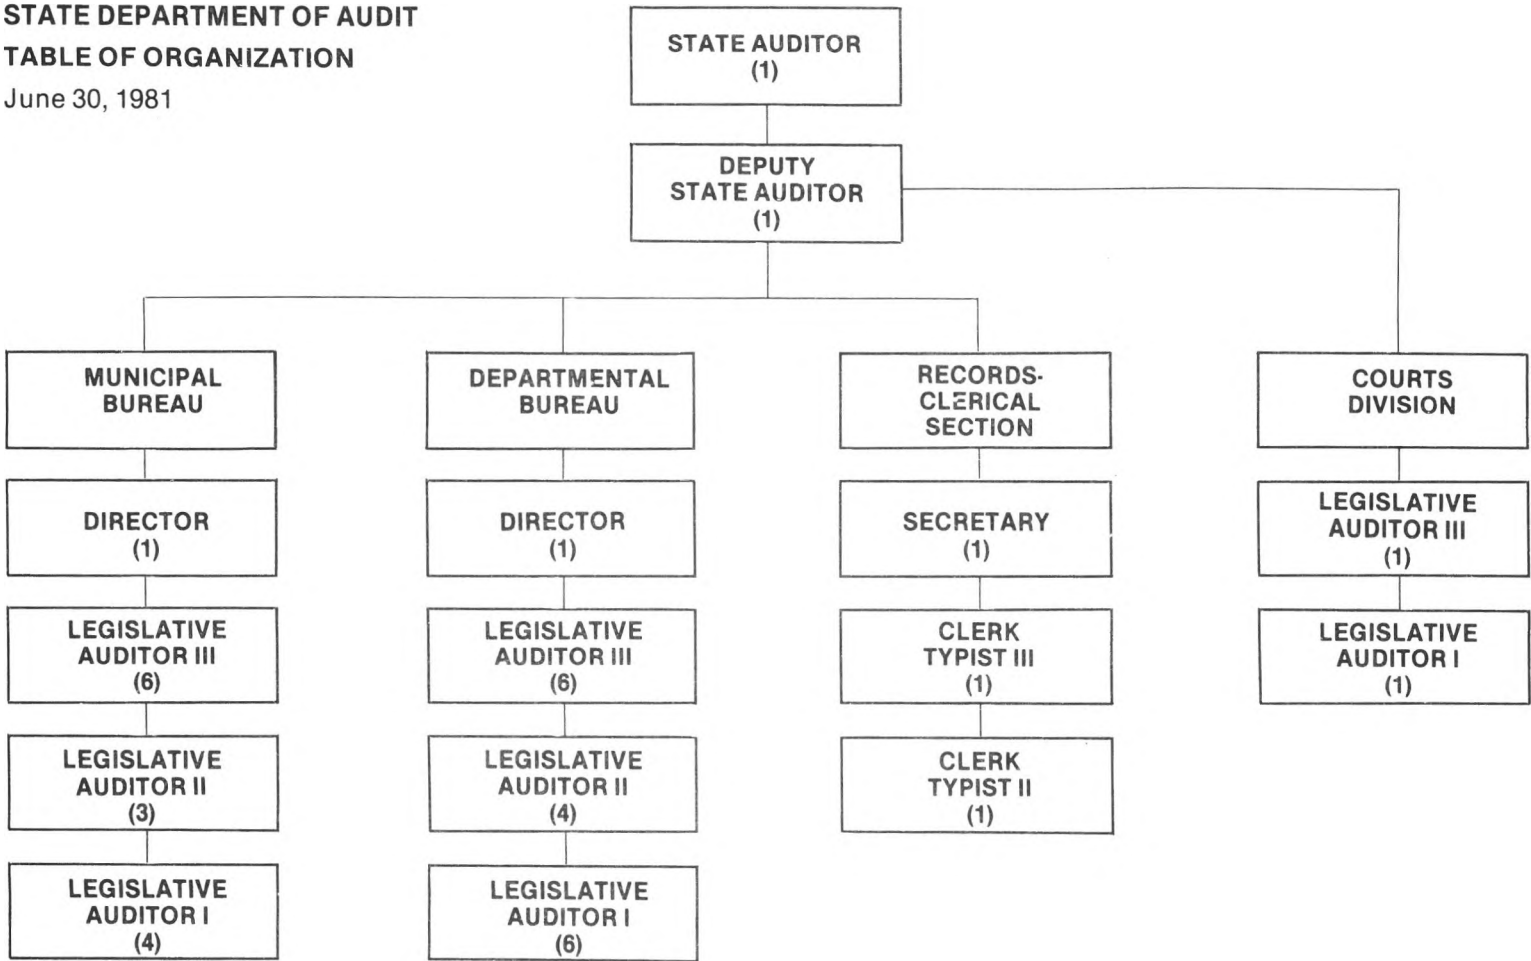 STATE DEPARTMENT OF AUDIT
TABLE OF ORGANIZATION
June 30, 1981
STATE AUDITOR
(1)
DEPUTY
STATE AUDITOR
(1)
MUNICIPAL
BUREAU
DIRECTOR
(1)
LEGISLATIVE
AUDITOR III
(6)
LEGISLATIVE
AUDITOR II
(3)
LEGISLATIVE
AUDITOR I
(4)
DEPARTMENTAL
BUREAU
DIRECTOR
(1)
LEGISLATIVE
AUDITOR III
(6)
LEGISLATIVE
AUDITOR II
(4)
LEGISLATIVE
AUDITOR I
(6)
RECORDS-
CLERICAL
SECTION
SECRETARY
(1)
CLERK
TYPIST III
(1)
CLERK
TYPIST II
(1)
COURTS
DIVISION
LEGISLATIVE
AUDITOR III
(1)
LEGISLATIVE
AUDITOR I
(1)